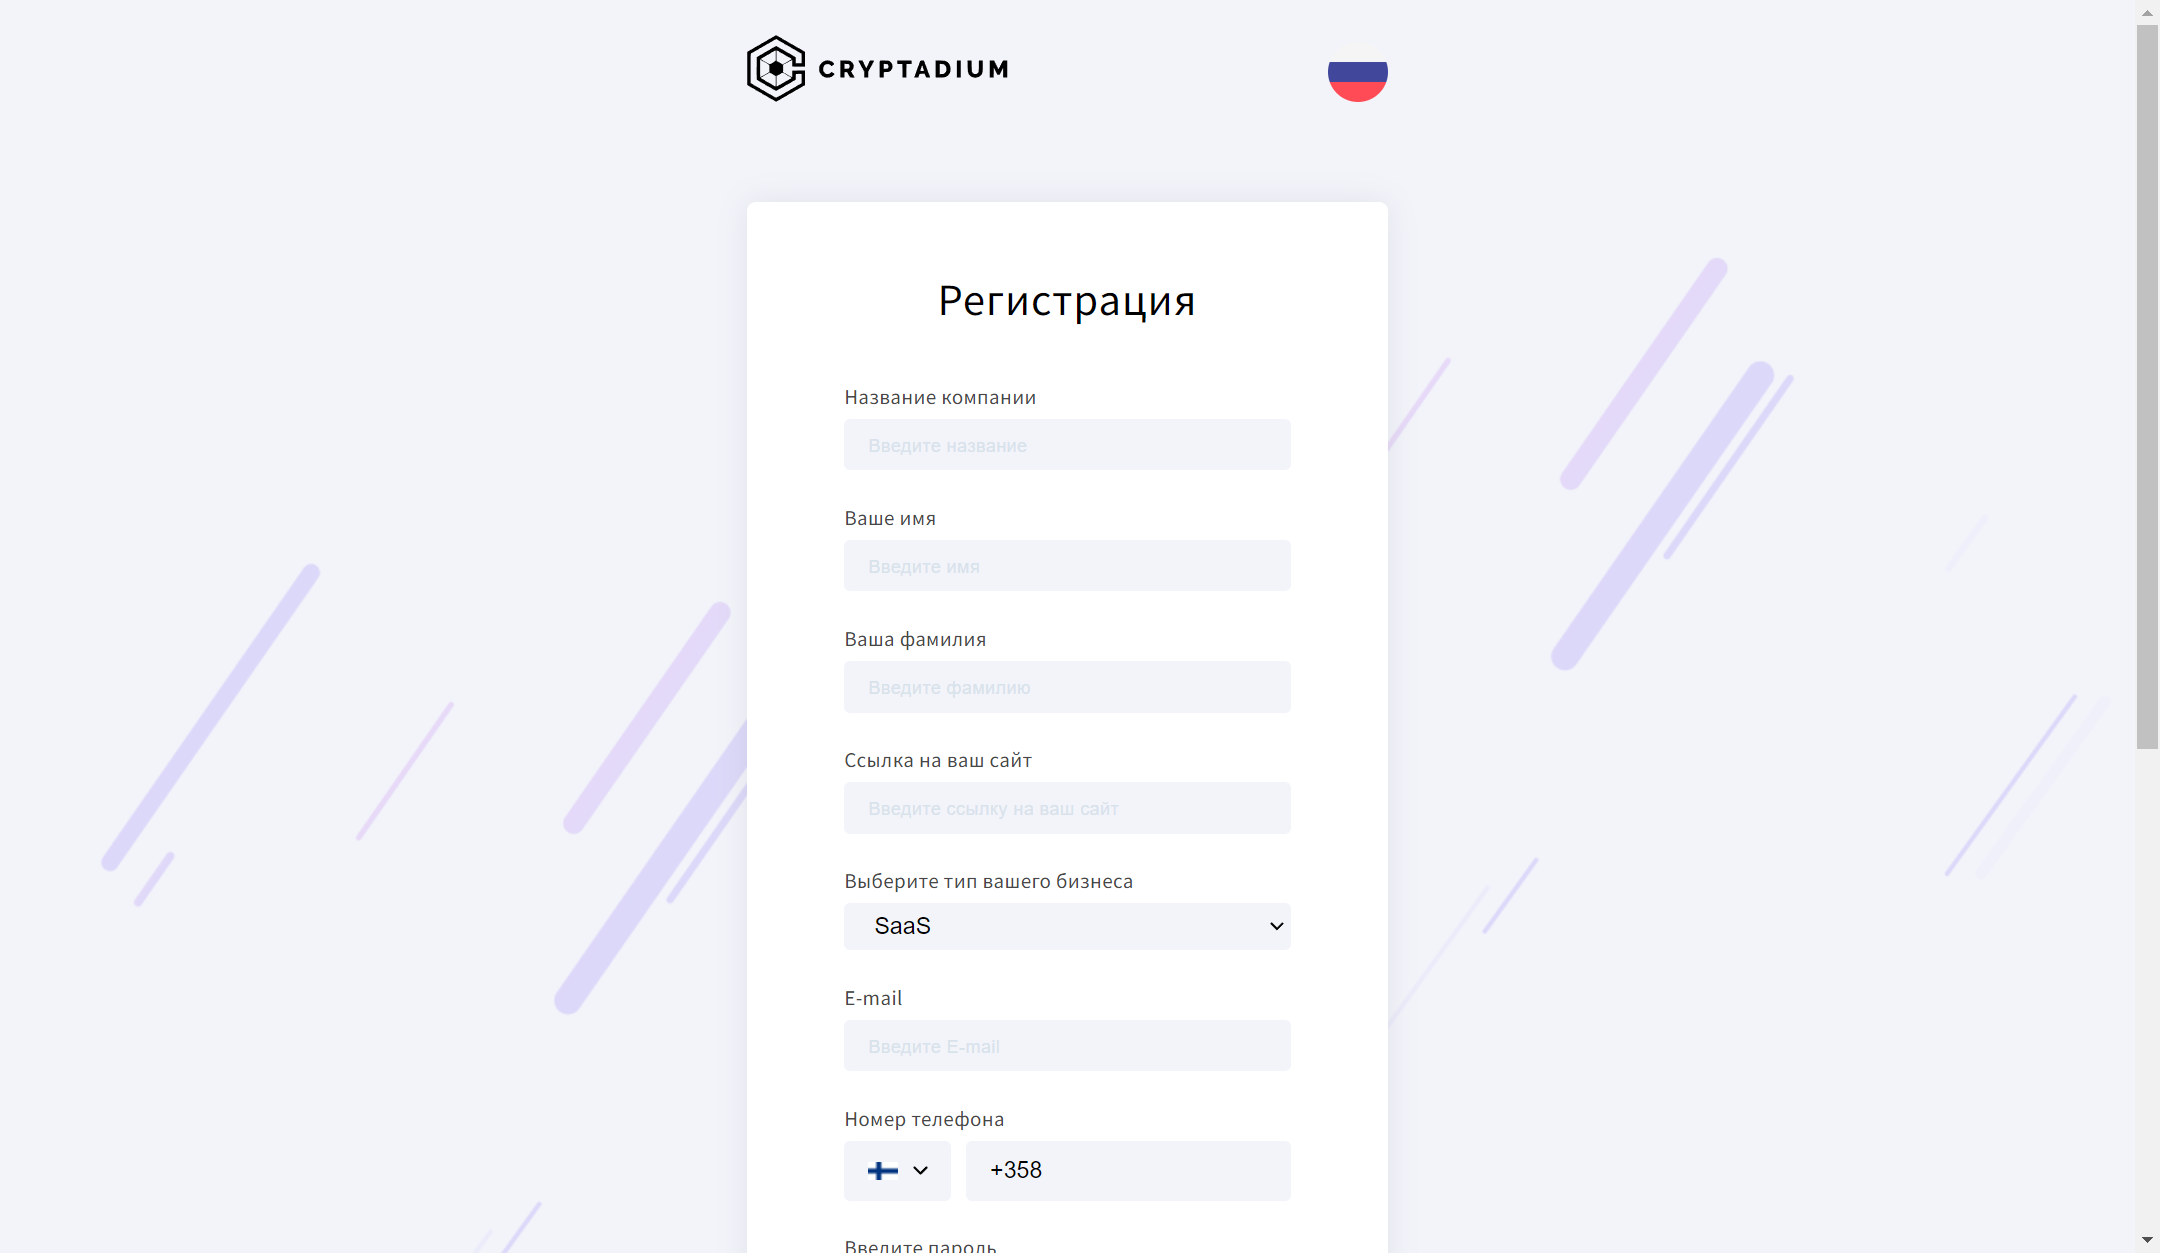 CRYPTADIUM
Регистрация
Название компании
Введите название
Ваше имя
Введите имя
Ваша фамилия
Введите фамилию
Ссылка на ваш сайт
Введите ссылку на ваш сайт
Выберите тип вашего бизнеса
SaaS
E-mail
Введите E-mail
Номер телефона
+358
Введите пароль